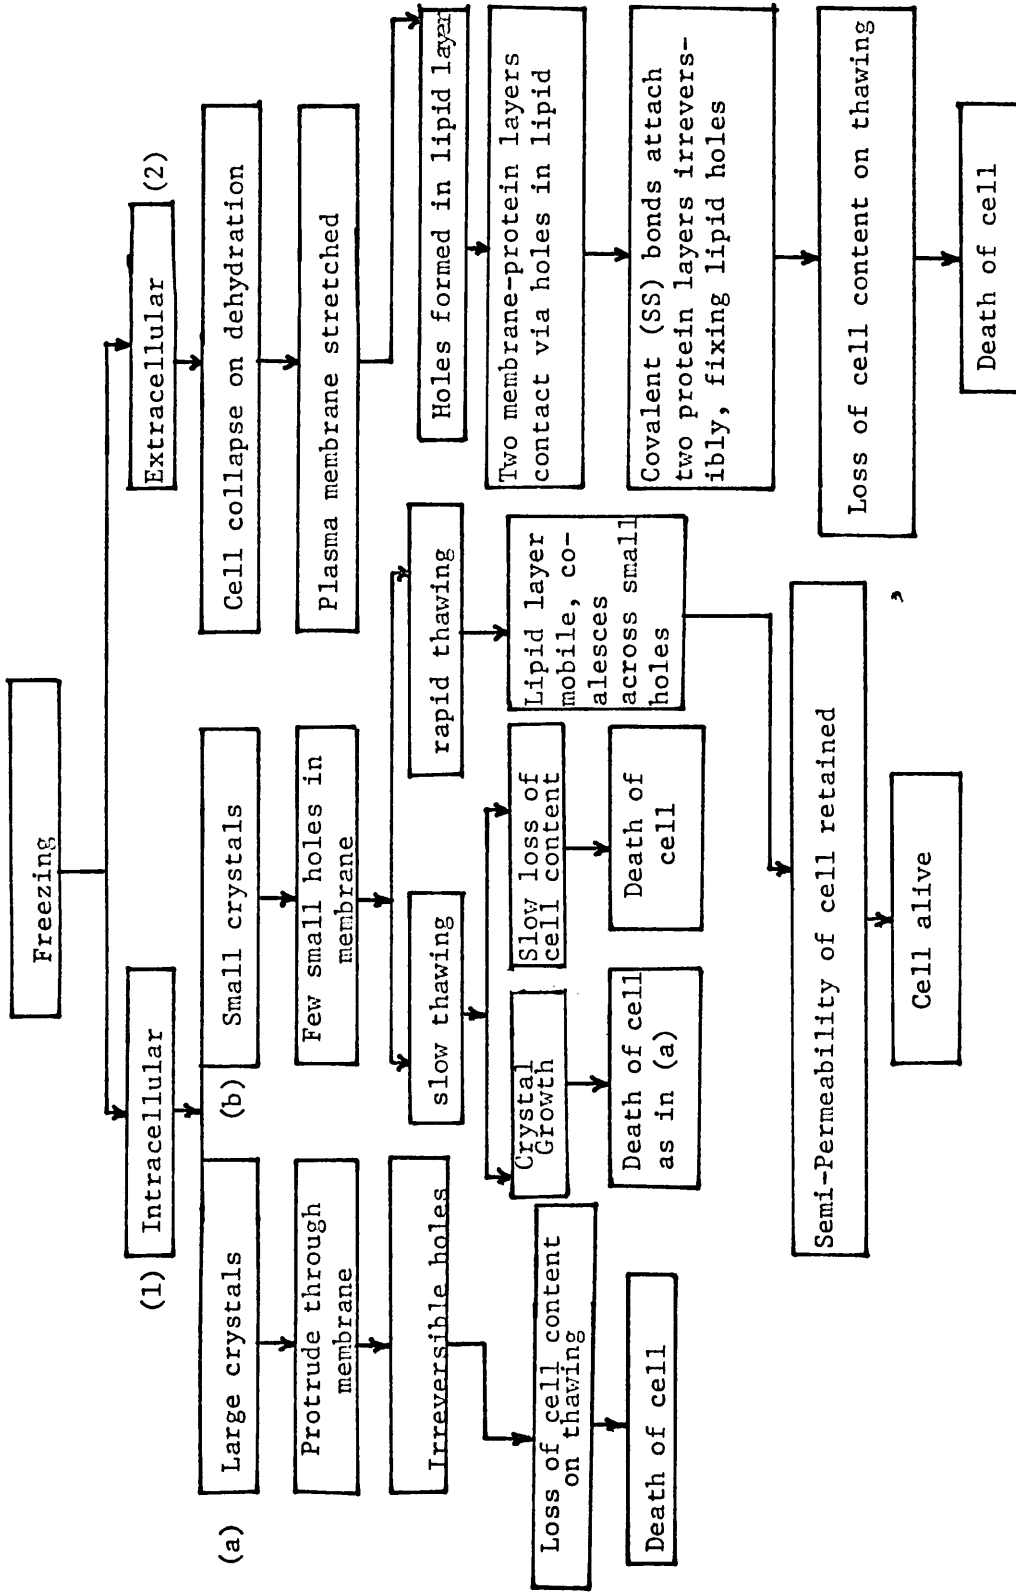 Freezing
(1)
Intracellular
Extracellular
(2)
(a)
Large crystals
(b)
Small crystals
Cell collapse on dehydration
Protrude through
membrane
Few small holes in
membrane
Plasma membrane stretched
Irreversible holes
slow thawing
rapid thawing
Holes formed in lipid layer
Crystal
Growth
Slow loss of
cell content
Lipid layer
mobile, co-
alesces
across small
holes
Two membrane-protein layers
contact via holes in lipid
Loss of cell content
on thawing
Death of cell
as in (a)
Death of
cell
Covalent (SS) bonds attach
two protein layers irrevers-
ibly, fixing lipid holes
Death of cell
Semi-Permeability of cell retained
Loss of cell content on thawing
Cell alive
Death of cell